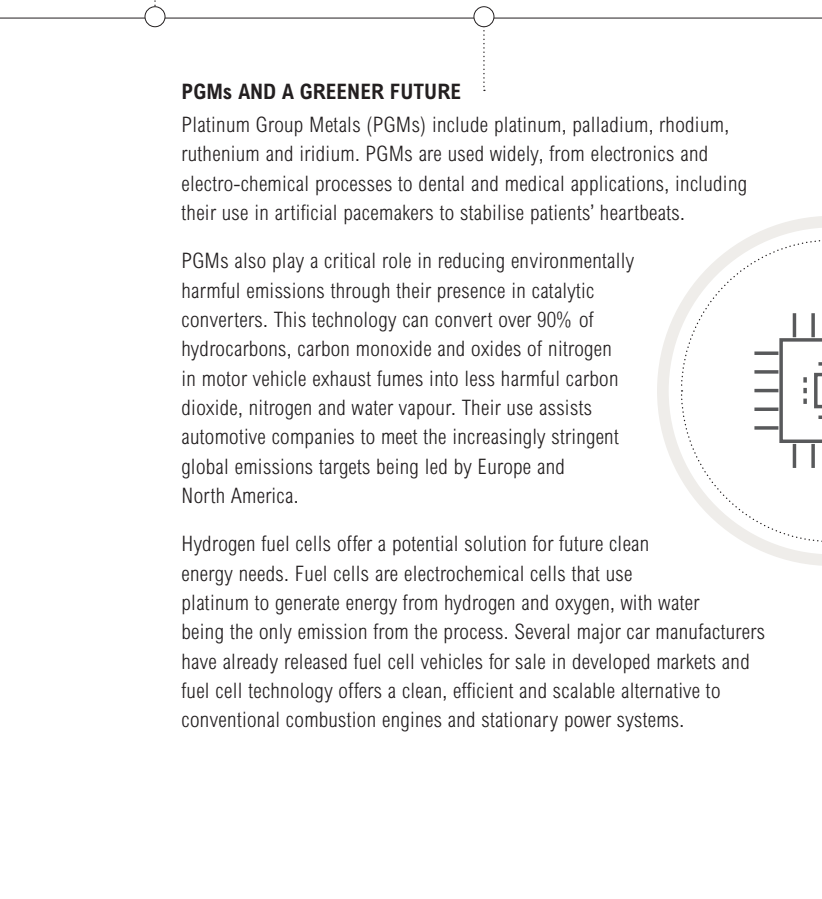 PGMs AND A GREENER FUTURE
Platinum Group Metals (PGMs) include platinum, palladium, rhodium,
ruthenium and iridium. PGMs are used widely, from electronics and
electro-chemical processes to dental and medical applications, including
their use in artificial pacemakers to stabilise patients’ heartbeats.
PGMs also play a critical role in reducing environmentally
harmful emissions through their presence in catalytic
converters. This technology can convert over 90% of
hydrocarbons, carbon monoxide and oxides of nitrogen
in motor vehicle exhaust fumes into less harmful carbon
dioxide, nitrogen and water vapour. Their use assists
automotive companies to meet the increasingly stringent
global emissions targets being led by Europe and
North America.
Hydrogen fuel cells offer a potential solution for future clean
energy needs. Fuel cells are electrochemical cells that use
platinum to generate energy from hydrogen and oxygen, with water
being the only emission from the process. Several major car manufacturers
have already released fuel cell vehicles for sale in developed markets and
fuel cell technology offers a clean, efficient and scalable alternative to
conventional combustion engines and stationary power systems.